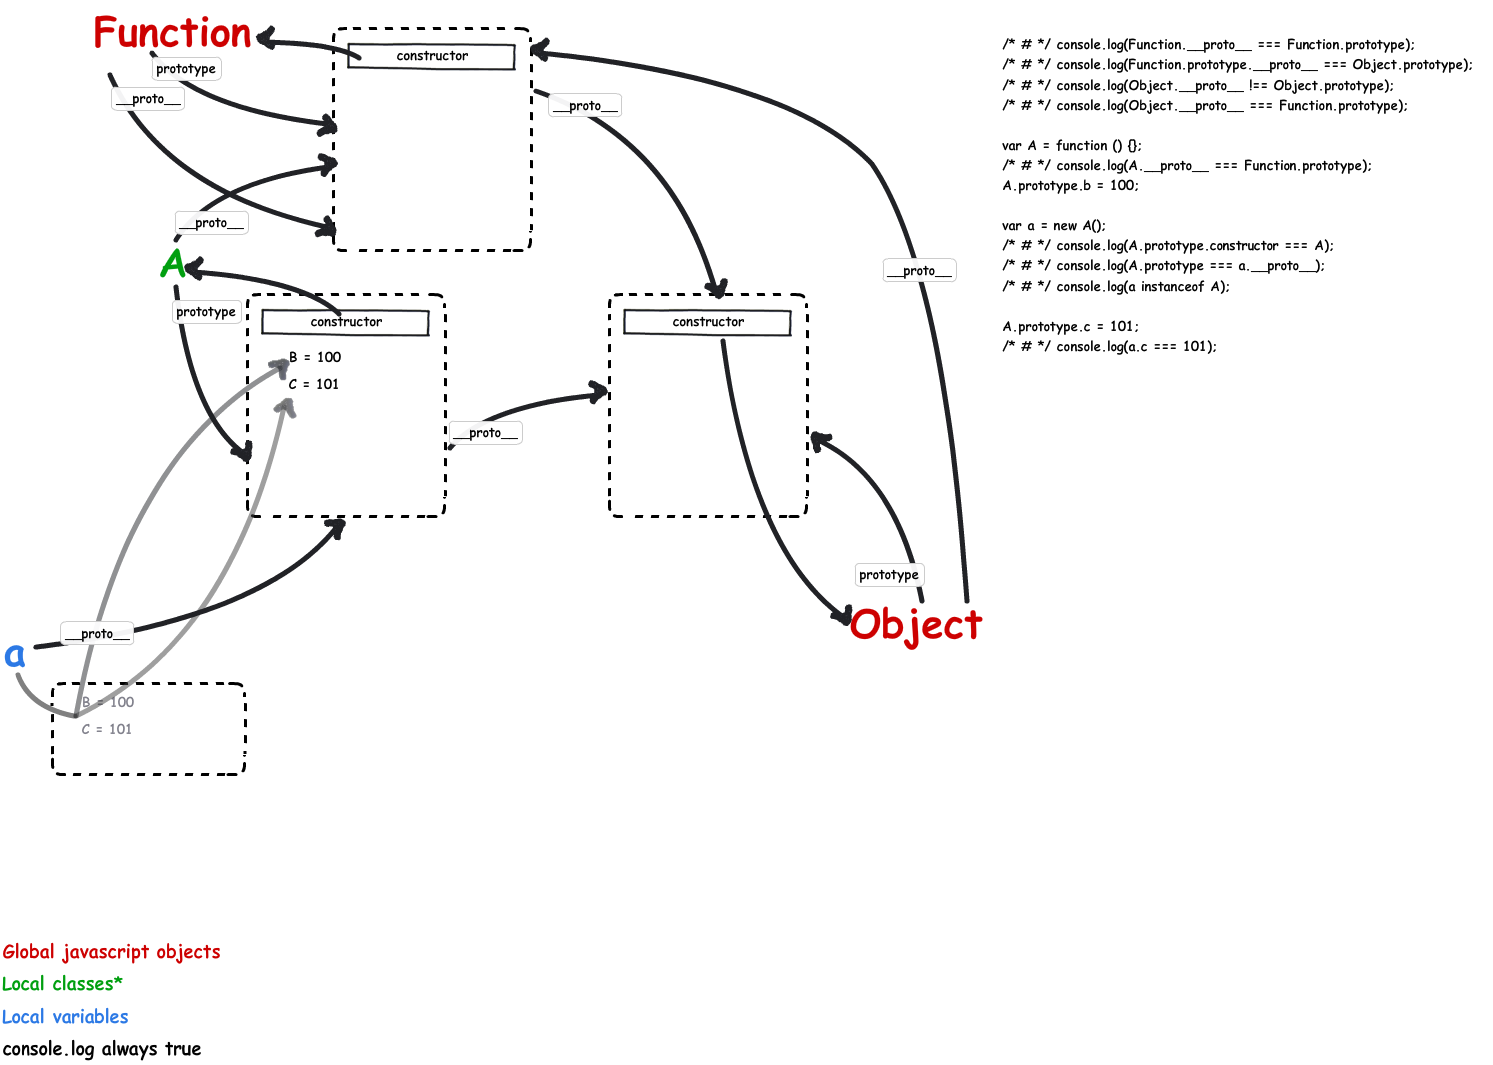 Function
constructor
prototype
__proto__
__proto__
__proto__
A
prototype
constructor
B = 100
C = 101
__proto__
constructor
__proto__
prototype
Object
__proto__
a
B = 100
C = 101
/* # */ console.log(Function.__proto__ === Function.prototype);
/* # */ console.log(Function.prototype.__proto__ === Object.prototype);
/* # */ console.log(Object.__proto__ !== Object.prototype);
/* # */ console.log(Object.__proto__ === Function.prototype);
var A = function () {};
/* # */ console.log(A.__proto__ === Function.prototype);
A.prototype.b = 100;
var a = new A();
/* # */ console.log(A.prototype.constructor === A);
/* # */ console.log(A.prototype === a.__proto__);
/* # */ console.log(a instanceof A);
A.prototype.c = 101;
/* # */ console.log(a.c === 101);
Global javascript objects
Local classes*
Local variables
console.log always true